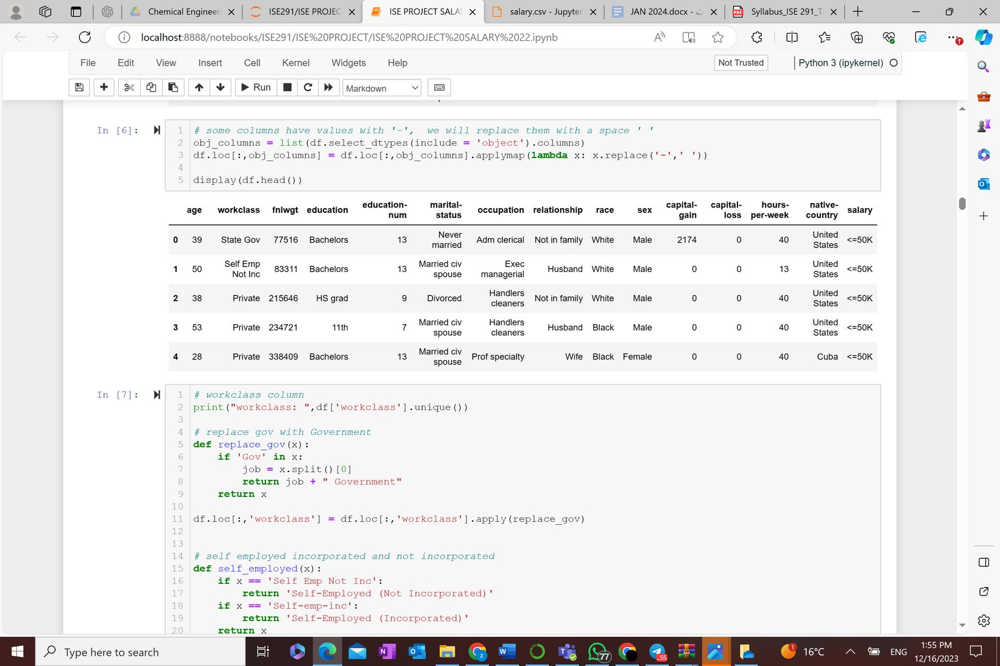 Chemical Engineer
ISE291/ISE PROJEC
ISE PROJECT SALA
salary.csv - Jupyter
JAN 2024.docx -
Syllabus_ISE 291_T
localhost:8888/notebooks/ISE291/ISE%20PROJECT/ISE%20PROJECT%20SALARY%2022.ipynb
File Edit View Insert Cell Kernel Widgets Help Not Trusted Python 3 (ipykernel)
Run Markdown
In [6]:
1 # some columns have values with '-',  we will replace them with a space ' '
2 obj_columns = list(df.select_dtypes(include = 'object').columns)
3 df.loc[:,obj_columns] = df.loc[:,obj_columns].applymap(lambda x: x.replace('-',' '))
4
5 display(df.head())
age workclass fnlwgt education education-num marital-status occupation relationship race sex capital-gain capital-loss hours-per-week native-country salary
0 39 State Gov 77516 Bachelors 13 Never married Adm clerical Not in family White Male 2174 0 40 United States <=50K
1 50 Self Emp Not Inc 83311 Bachelors 13 Married civ spouse Exec managerial Husband White Male 0 0 13 United States <=50K
2 38 Private 215646 HS grad 9 Divorced Handlers cleaners Not in family White Male 0 0 40 United States <=50K
3 53 Private 234721 11th 7 Married civ spouse Handlers cleaners Husband Black Male 0 0 40 United States <=50K
4 28 Private 338409 Bachelors 13 Married civ spouse Prof specialty Wife Black Female 0 0 40 Cuba <=50K
In [7]:
1 # workclass column
2 print("workclass: ",df['workclass'].unique())
3
4 # replace gov with Government
5 def replace_gov(x):
6     if 'Gov' in x:
7         job = x.split()[0]
8         return job + " Government"
9     return x
10
11 df.loc[:,'workclass'] = df.loc[:,'workclass'].apply(replace_gov)
12
13
14 # self employed incorporated and not incorporated
15 def self_employed(x):
16     if x == 'Self Emp Not Inc':
17         return 'Self-Employed (Not Incorporated)'
18     if x == 'Self-emp-inc':
19         return 'Self-Employed (Incorporated)'
20     return x
Type here to search
77
.55
1
16°C
ENG
1:55 PM
12/16/2023